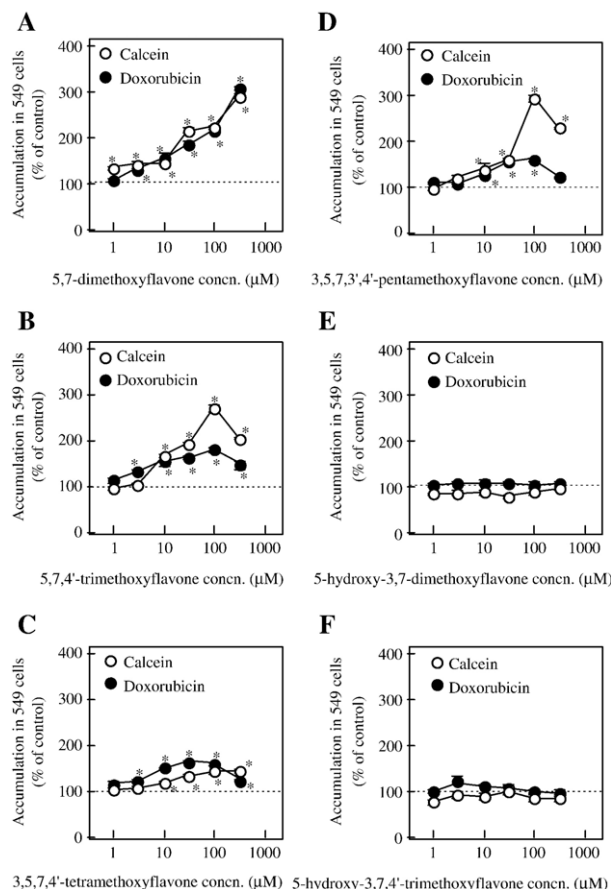 A
Accumulation in 549 cells
(% of control)
400
300
200
100
0
Calcein
Doxorubicin
* * * * * *
* * * *
1 10 100 1000
5,7-dimethoxyflavone concn. (μM)
B
Accumulation in 549 cells
(% of control)
400
300
200
100
0
Calcein
Doxorubicin
* * * * *
* * * *
1 10 100 1000
5,7,4'-trimethoxyflavone concn. (μM)
C
Accumulation in 549 cells
(% of control)
400
300
200
100
0
Calcein
Doxorubicin
* * * * *
* * * *
1 10 100 1000
3,5,7,4'-tetramethoxyflavone concn. (μM)
D
Accumulation in 549 cells
(% of control)
400
300
200
100
0
Calcein
Doxorubicin
* * * *
* * *
1 10 100 1000
3,5,7,3',4'-pentamethoxyflavone concn. (μM)
E
Accumulation in 549 cells
(% of control)
400
300
200
100
0
Calcein
Doxorubicin
1 10 100 1000
5-hydroxy-3,7-dimethoxyflavone concn. (μM)
F
Accumulation in 549 cells
(% of control)
400
300
200
100
0
Calcein
Doxorubicin
1 10 100 1000
5-hydroxy-3,7,4'-trimethoxyflavone concn. (μM)